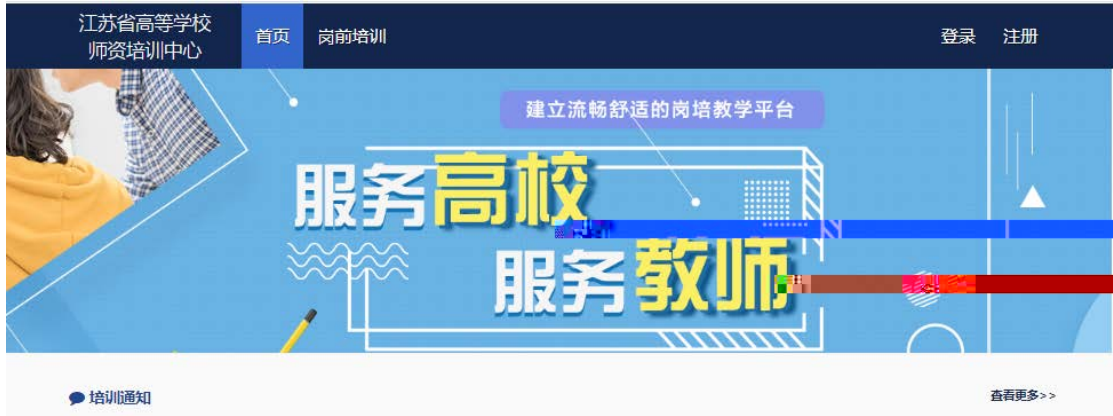 江苏省高等学校
师资培训中心
首页 岗前培训 登录 注册
建立流畅舒适的岗培教学平台
服务高校
服务教师
培训通知 查看更多>>